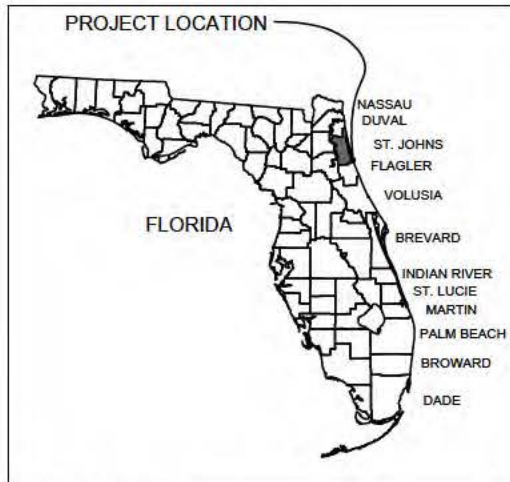 PROJECT LOCATION
NASSAU
DUVAL
ST. JOHNS
FLAGLER
VOLUSIA
FLORIDA
BREVARD
INDIAN RIVER
ST. LUCIE
MARTIN
PALM BEACH
BROWARD
DADE